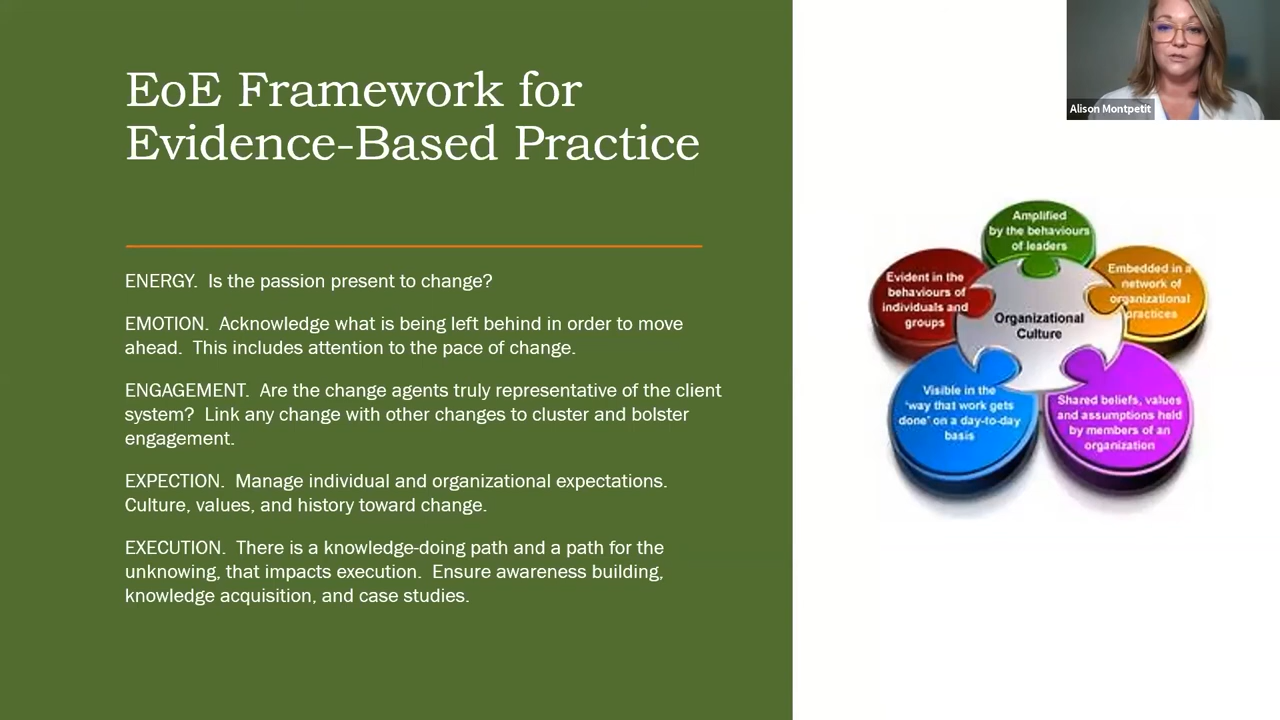 EoE Framework for
Evidence-Based Practice
ENERGY. Is the passion present to change?
EMOTION. Acknowledge what is being left behind in order to move
ahead. This includes attention to the pace of change.
ENGAGEMENT. Are the change agents truly representative of the client
system? Link any change with other changes to cluster and bolster
engagement.
EXPECTION. Manage individual and organizational expectations.
Culture, values, and history toward change.
EXECUTION. There is a knowledge-doing path and a path for the
unknowing, that impacts execution. Ensure awareness building,
knowledge acquisition, and case studies.
Alison Montpetit
Amplified
by the behaviours
of leaders
Evident in the
behaviours of
individuals and
groups
Embedded in a
network of
organizational
practices
Organizational
Culture
Visible in the
'way that work gets
done' on a day-to-day
basis
Shared beliefs, values
and assumptions held
by members of an
organization